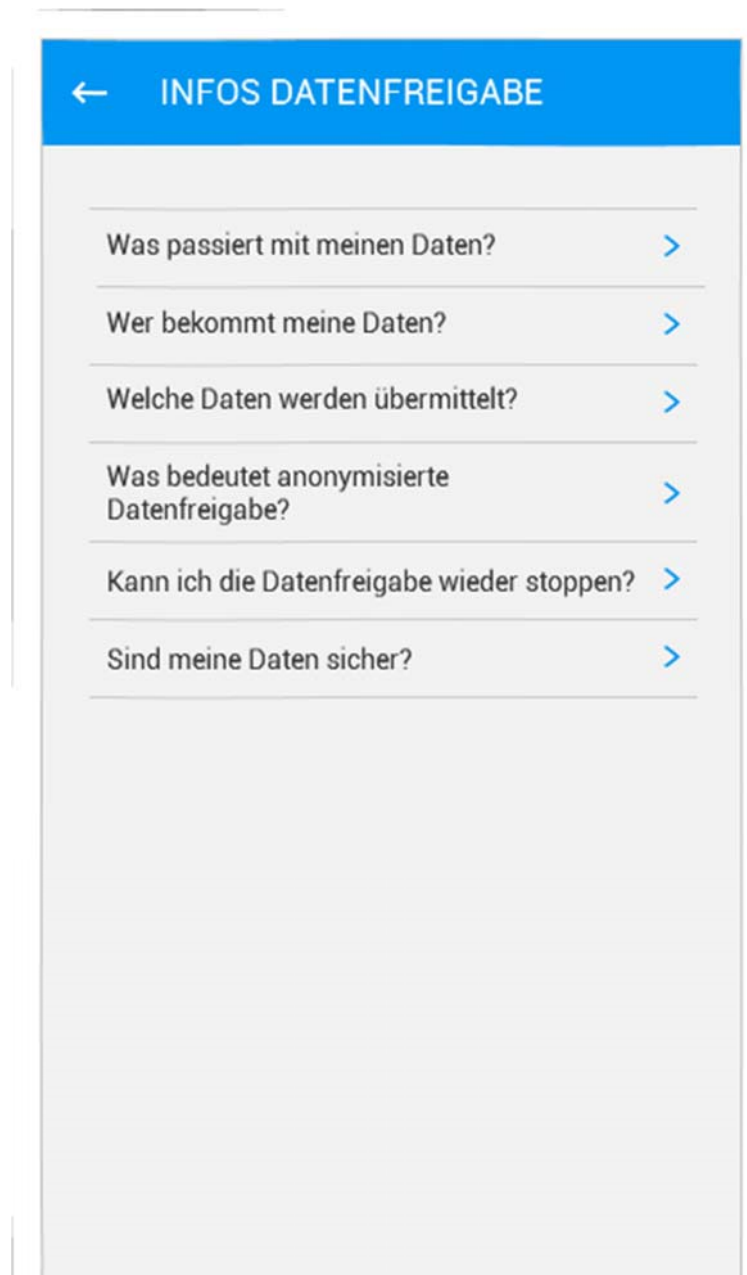 INFOS DATENFREIGABE
Was passiert mit meinen Daten?
Wer bekommt meine Daten?
Welche Daten werden übermittelt?
Was bedeutet anonymisierte
Datenfreigabe?
Kann ich die Datenfreigabe wieder stoppen?
Sind meine Daten sicher?